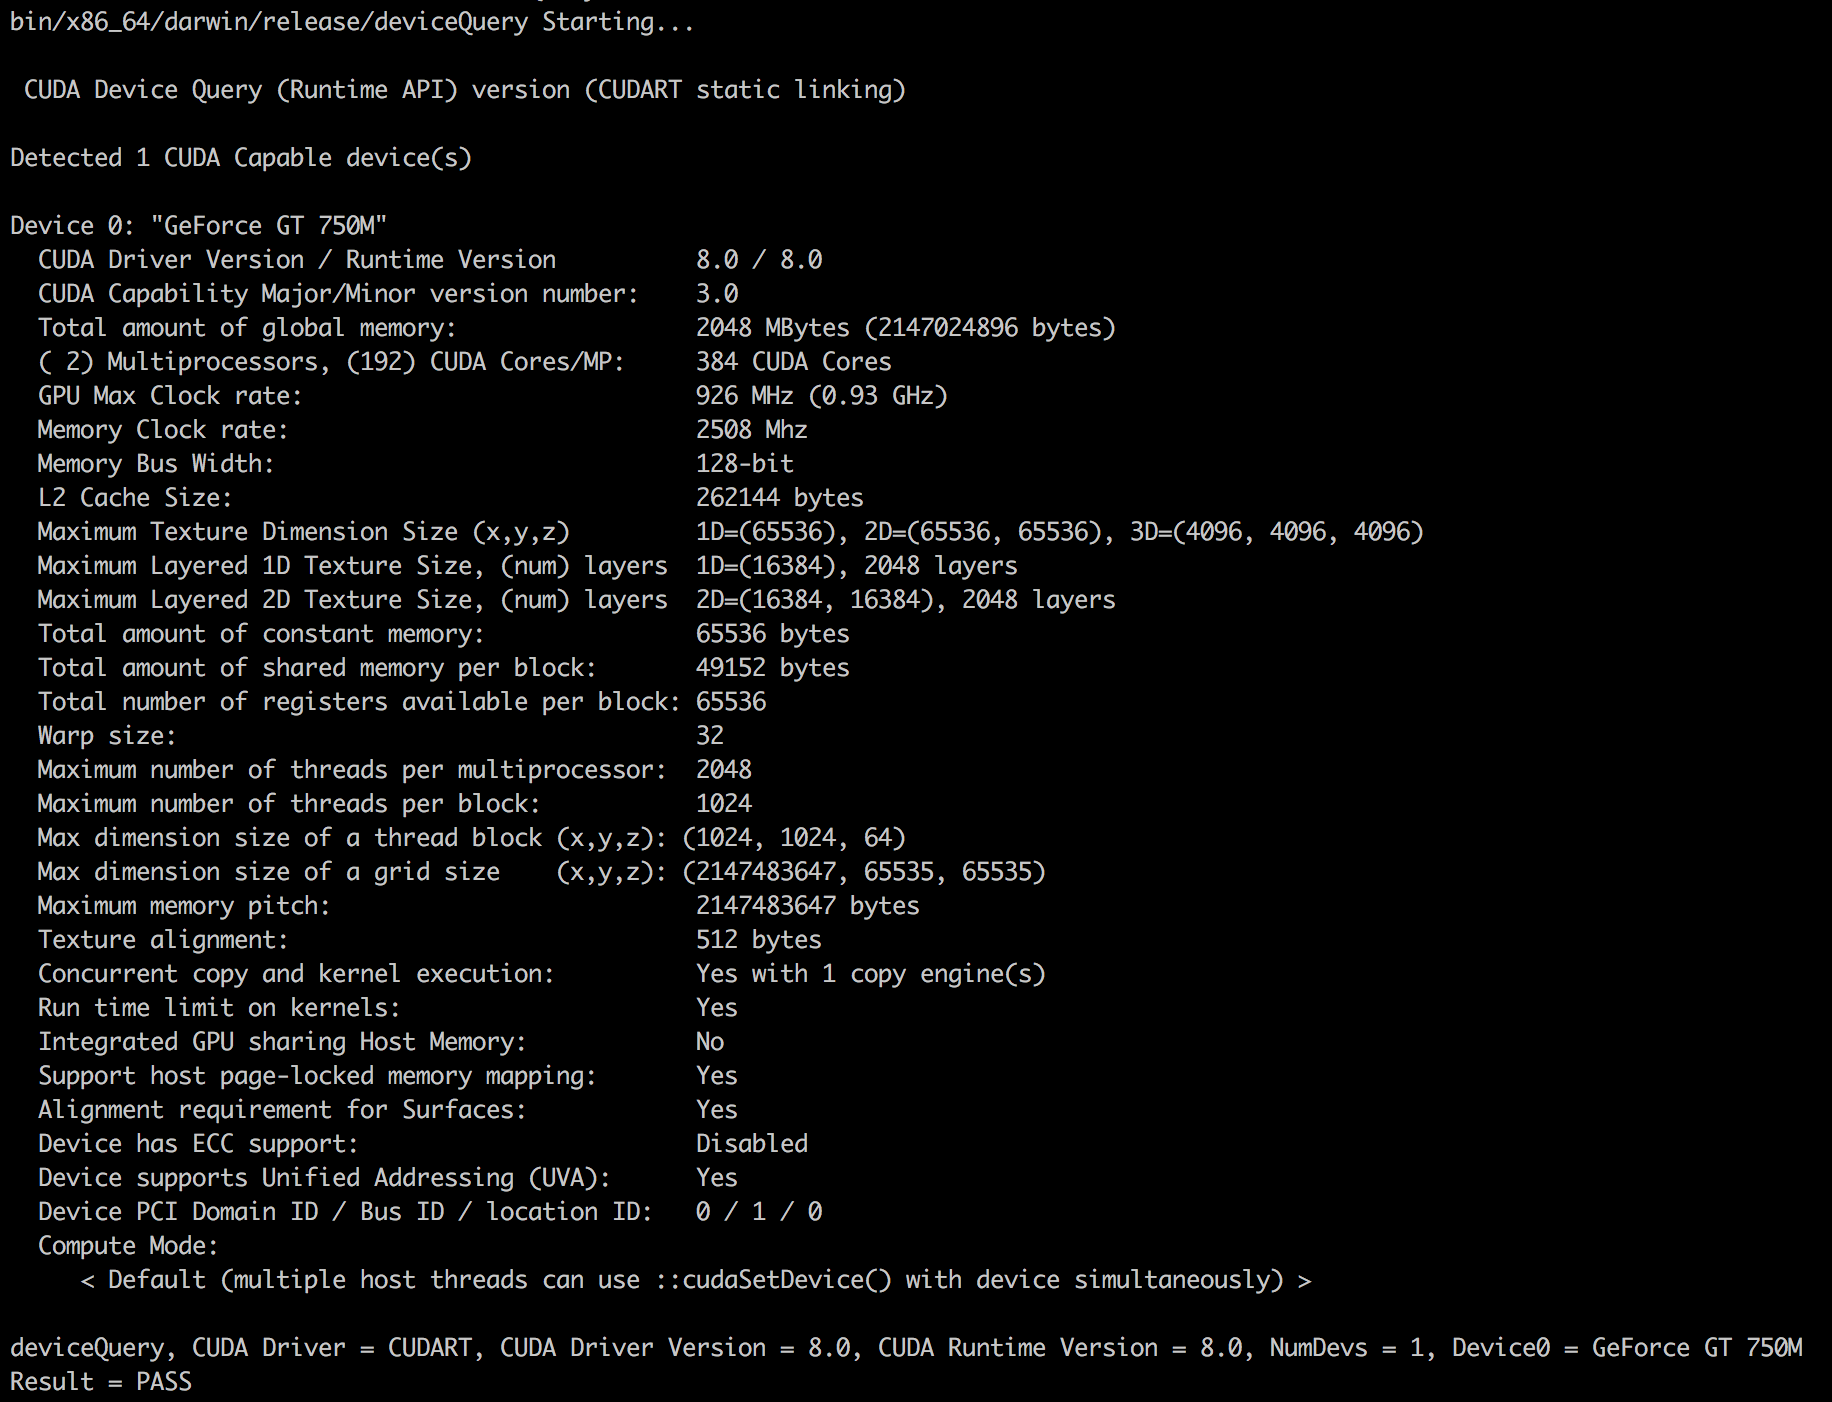 bin/x86_64/darwin/release/deviceQuery Starting...
CUDA Device Query (Runtime API) version (CUDART static linking)
Detected 1 CUDA Capable device(s)
Device 0: "GeForce GT 750M"
CUDA Driver Version / Runtime Version 8.0 / 8.0
CUDA Capability Major/Minor version number: 3.0
Total amount of global memory: 2048 MBytes (2147024896 bytes)
( 2) Multiprocessors, (192) CUDA Cores/MP: 384 CUDA Cores
GPU Max Clock rate: 926 MHz (0.93 GHz)
Memory Clock rate: 2508 Mhz
Memory Bus Width: 128-bit
L2 Cache Size: 262144 bytes
Maximum Texture Dimension Size (x,y,z) 1D=(65536), 2D=(65536, 65536), 3D=(4096, 4096, 4096)
Maximum Layered 1D Texture Size, (num) layers 1D=(16384), 2048 layers
Maximum Layered 2D Texture Size, (num) layers 2D=(16384, 16384), 2048 layers
Total amount of constant memory: 65536 bytes
Total amount of shared memory per block: 49152 bytes
Total number of registers available per block: 65536
Warp size: 32
Maximum number of threads per multiprocessor: 2048
Maximum number of threads per block: 1024
Max dimension size of a thread block (x,y,z): (1024, 1024, 64)
Max dimension size of a grid size (x,y,z): (2147483647, 65535, 65535)
Maximum memory pitch: 2147483647 bytes
Texture alignment: 512 bytes
Concurrent copy and kernel execution: Yes with 1 copy engine(s)
Run time limit on kernels: Yes
Integrated GPU sharing Host Memory: No
Support host page-locked memory mapping: Yes
Alignment requirement for Surfaces: Yes
Device has ECC support: Disabled
Device supports Unified Addressing (UVA): Yes
Device PCI Domain ID / Bus ID / location ID: 0 / 1 / 0
Compute Mode:
< Default (multiple host threads can use ::cudaSetDevice() with device simultaneously) >
deviceQuery, CUDA Driver = CUDART, CUDA Driver Version = 8.0, CUDA Runtime Version = 8.0, NumDevs = 1, Device0 = GeForce GT 750M
Result = PASS